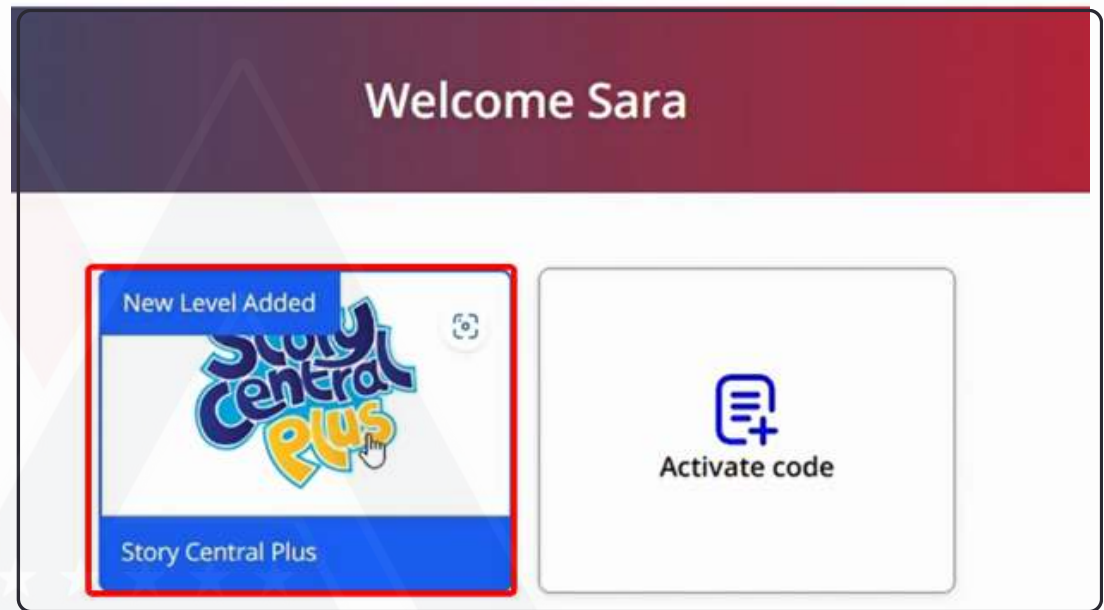 Welcome Sara
New Level Added
Story
Central
Plus
Story Central Plus
Activate code